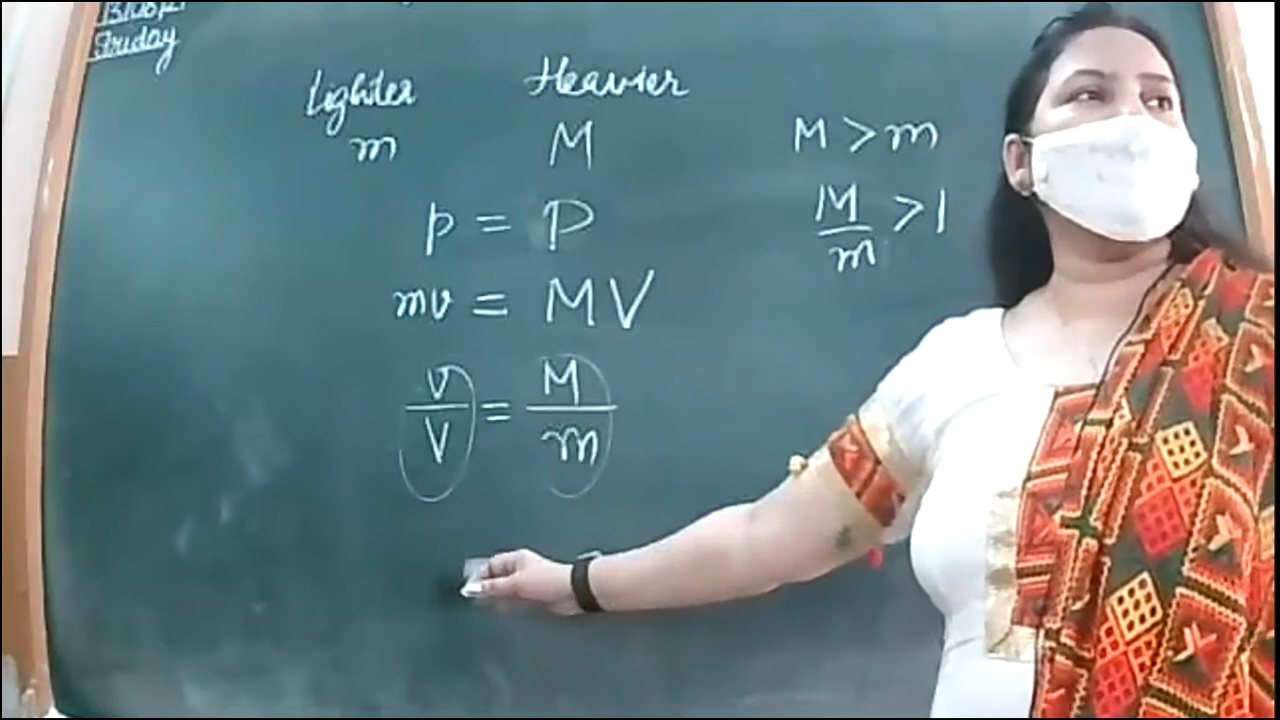 Friday
Lighter Heavier
m M
p = P
mv = MV
v/V = M/m
M > m
M/m > 1